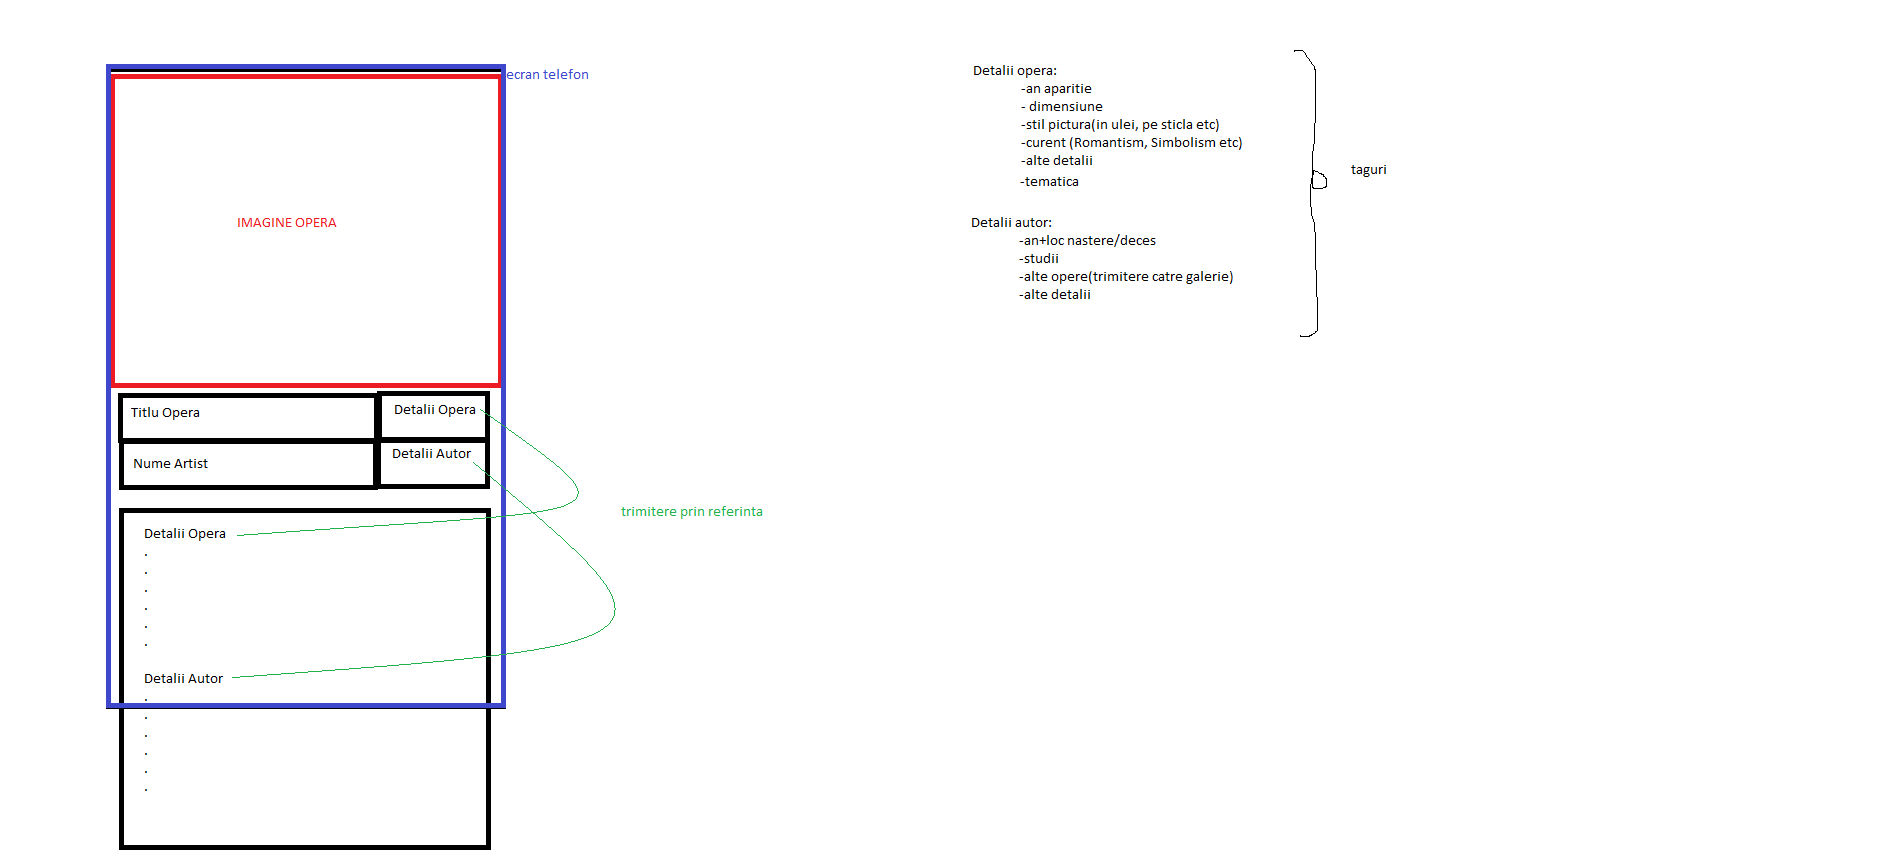 ecran telefon
IMAGINE OPERA
Titlu Opera
Detalii Opera
Nume Artist
Detalii Autor
trimitere prin referinta
Detalii Opera
Detalii Autor
Detalii opera:
-an aparitie
- dimensiune
-stil pictura(in ulei, pe sticla etc)
-curent (Romantism, Simbolism etc)
-alte detalii
-tematica
Detalii autor:
-an+loc nastere/deces
-studii
-alte opere(trimitere catre galerie)
-alte detalii
taguri